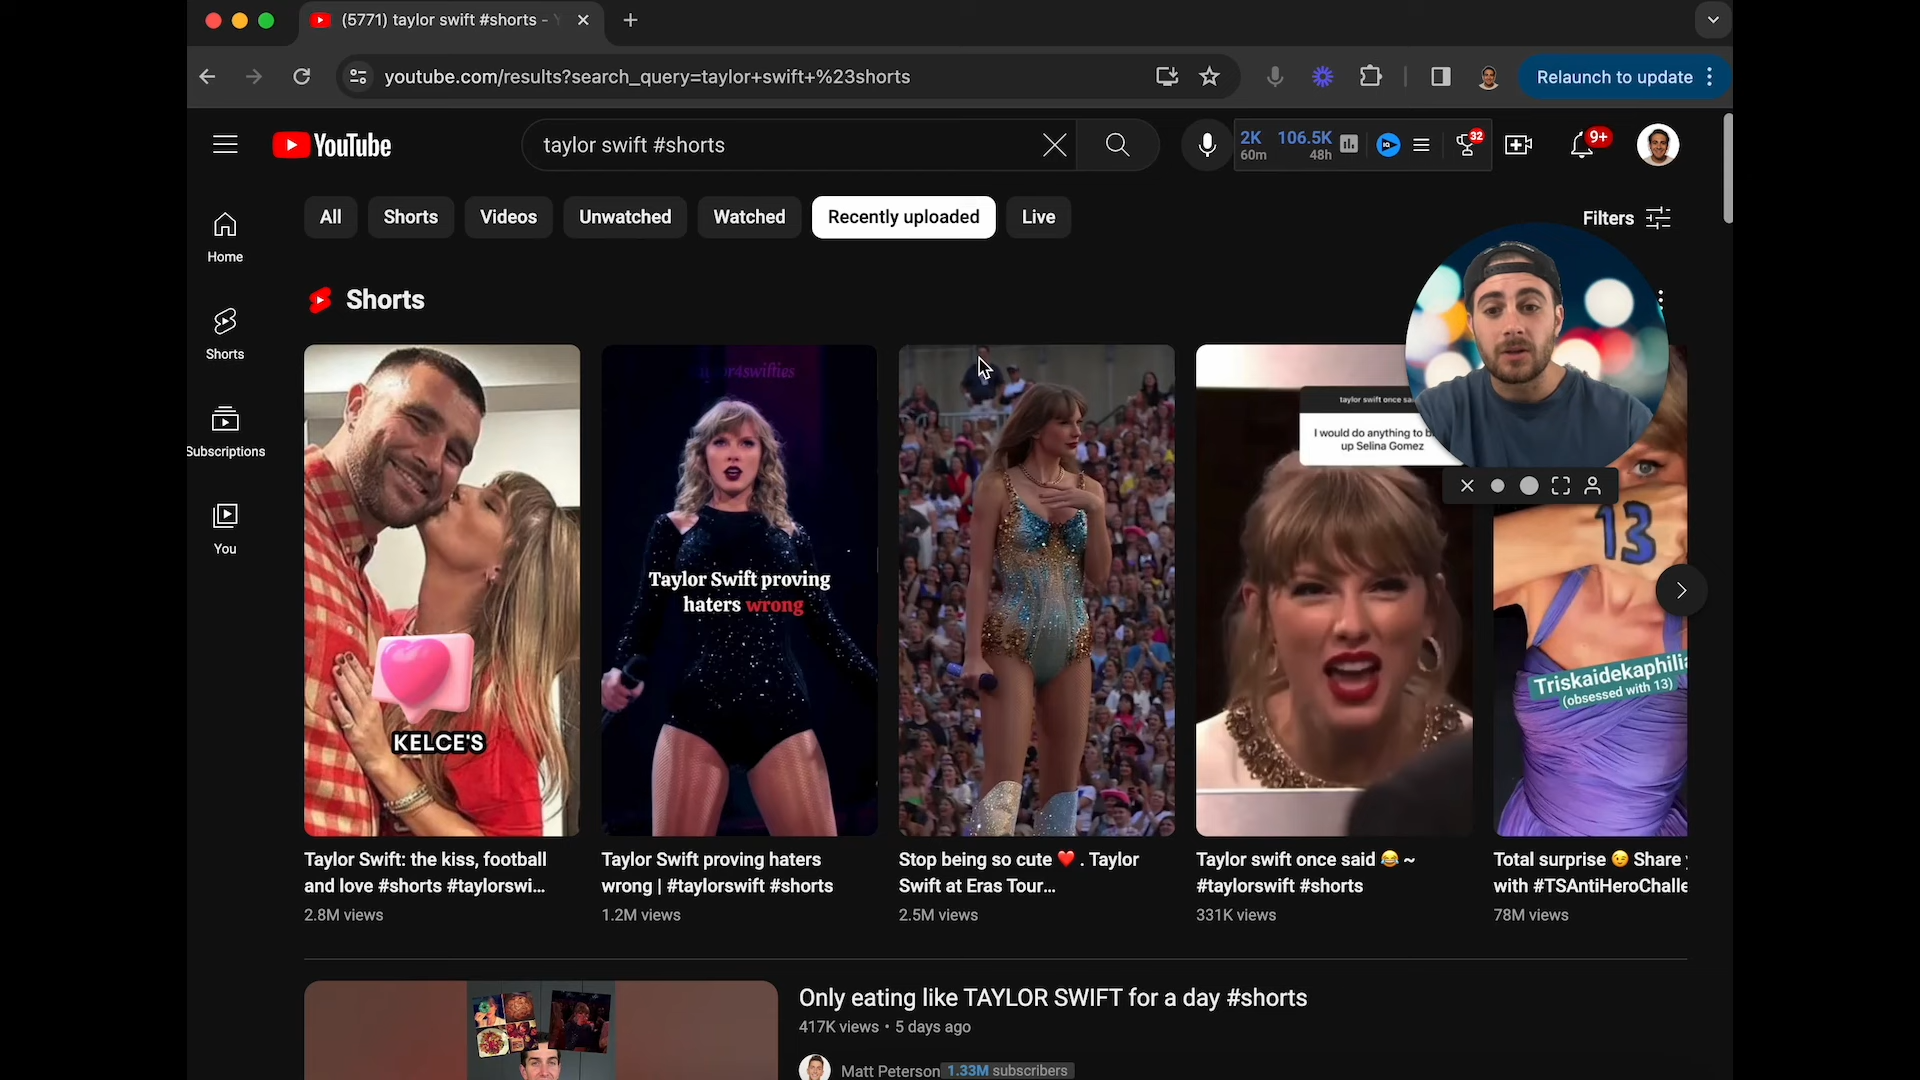 (5771) taylor swift #shorts -
youtube.com/results?search_query=taylor+swift+%23shorts
Relaunch to update
YouTube
taylor swift #shorts
2K
60m
106.5K
48h
32
9+
All
Shorts
Videos
Unwatched
Watched
Recently uploaded
Live
Filters
Home
Shorts
Subscriptions
You
Shorts
KELCE'S
Taylor Swift proving
haters wrong
taylor swift once sai
I would do anything to b
up Selina Gomez
13
Triskaidekaphilia
(obsessed with 13)
Taylor Swift: the kiss, football
and love #shorts #taylorswi...
2.8M views
Taylor Swift proving haters
wrong | #taylorswift #shorts
1.2M views
Stop being so cute ❤️ . Taylor
Swift at Eras Tour...
2.5M views
Taylor swift once said 😂 ~
#taylorswift #shorts
331K views
Total surprise 😉 Share
with #TSAntiHeroChalle
78M views
Only eating like TAYLOR SWIFT for a day #shorts
417K views • 5 days ago
Matt Peterson 1.33M subscribers